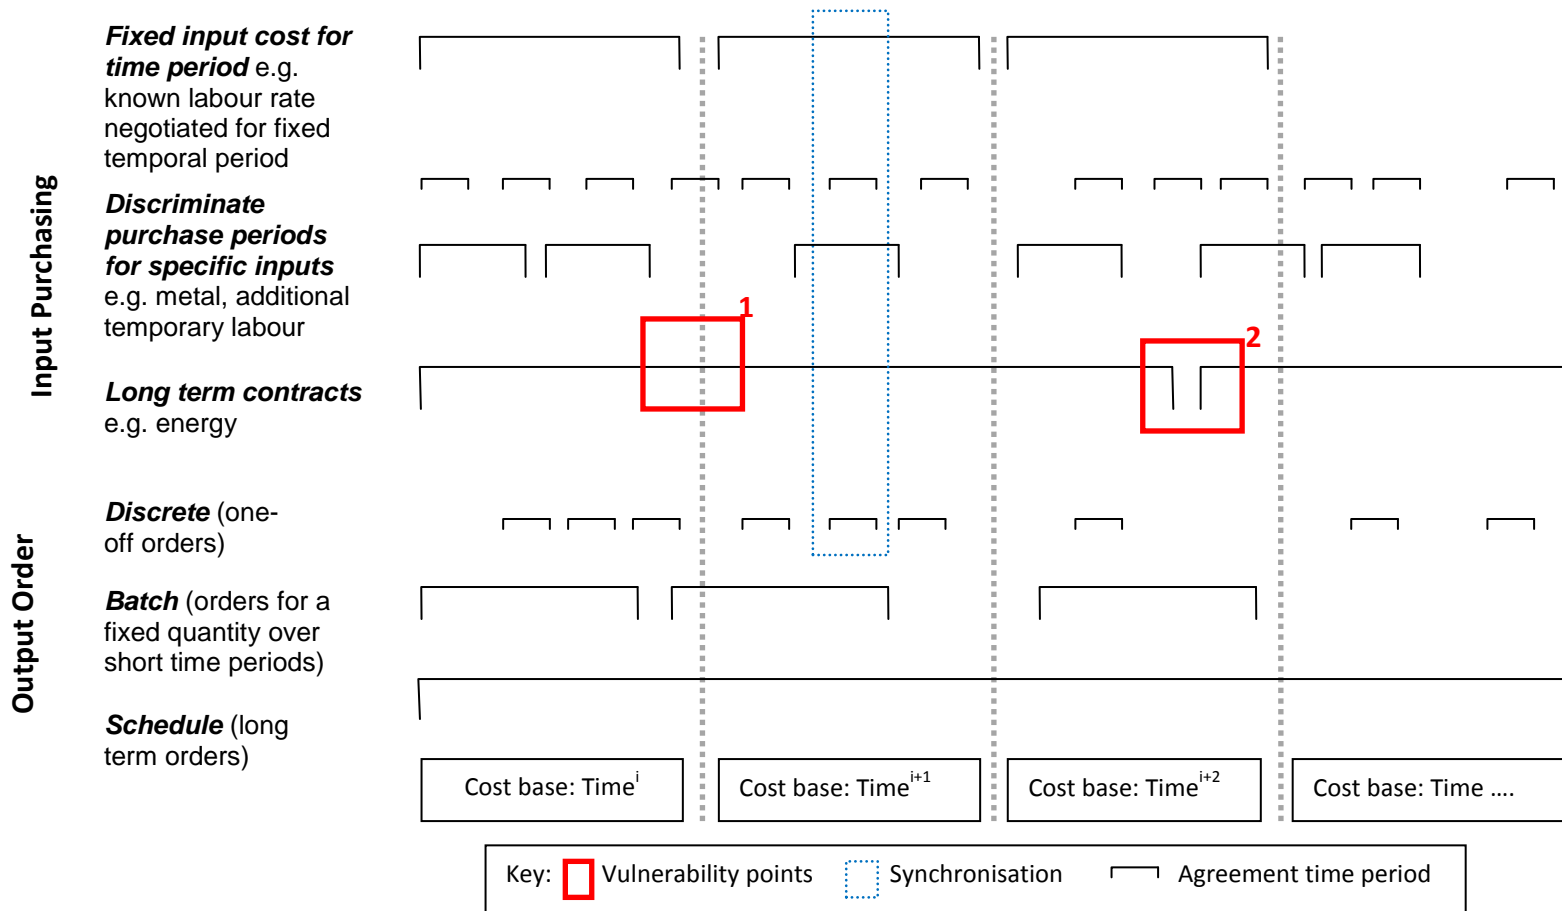 Input Purchasing
Fixed input cost for
time period e.g.
known labour rate
negotiated for fixed
temporal period
Discriminate
purchase periods
for specific inputs
e.g. metal, additional
temporary labour
1
2
Long term contracts
e.g. energy
Output Order
Discrete (one-
off orders)
Batch (orders for a
fixed quantity over
short time periods)
Schedule (long
term orders)
Cost base: Time^i
Cost base: Time^i+1
Cost base: Time^i+2
Cost base: Time ....
Key: Vulnerability points Synchronisation Agreement time period